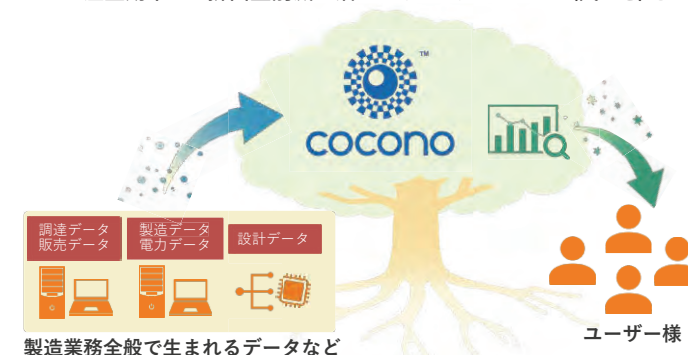 TM
cocono
調達データ
販売データ
製造データ
電力データ
設計データ
製造業務全般で生まれるデータなど
ユーザー様